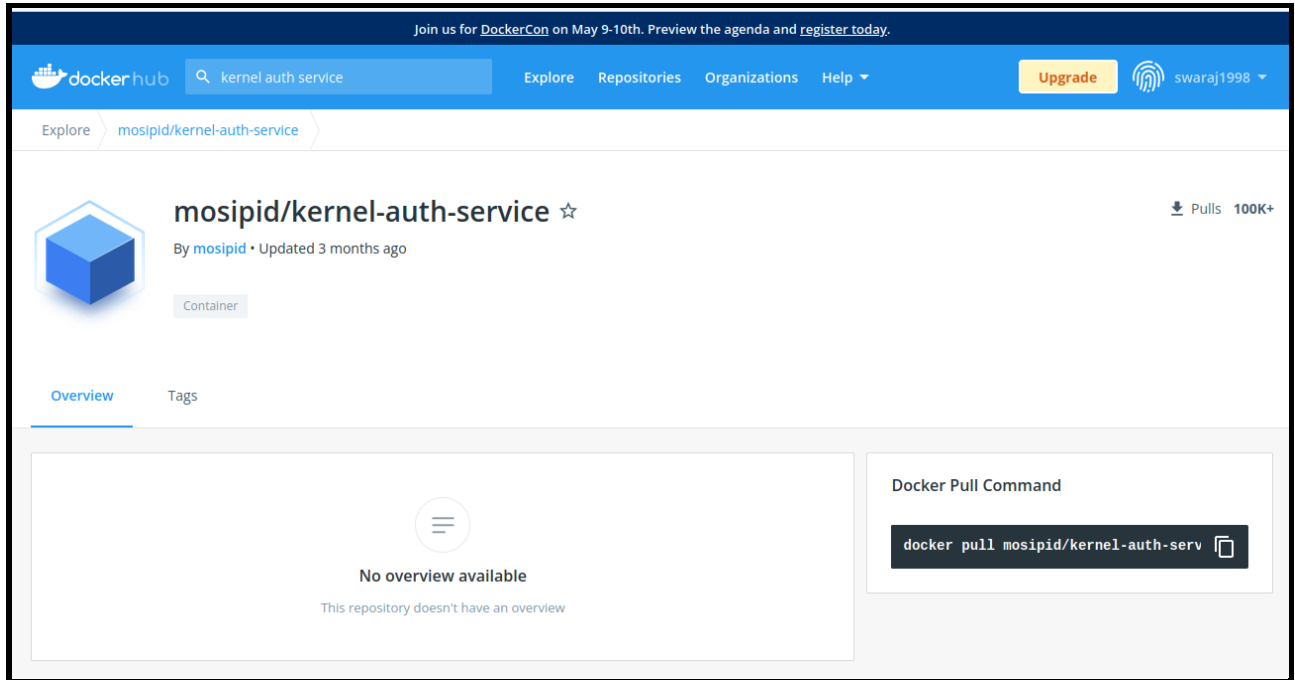 Join us for DockerCon on May 9-10th. Preview the agenda and register today.
dockerhub
kernel auth service
Explore
Repositories
Organizations
Help
Upgrade
swaraj1998
Explore
mosipid/kernel-auth-service
mosipid/kernel-auth-service
Pulls 100K+
By mosipid • Updated 3 months ago
Container
Overview
Tags
No overview available
This repository doesn't have an overview
Docker Pull Command
docker pull mosipid/kernel-auth-serv